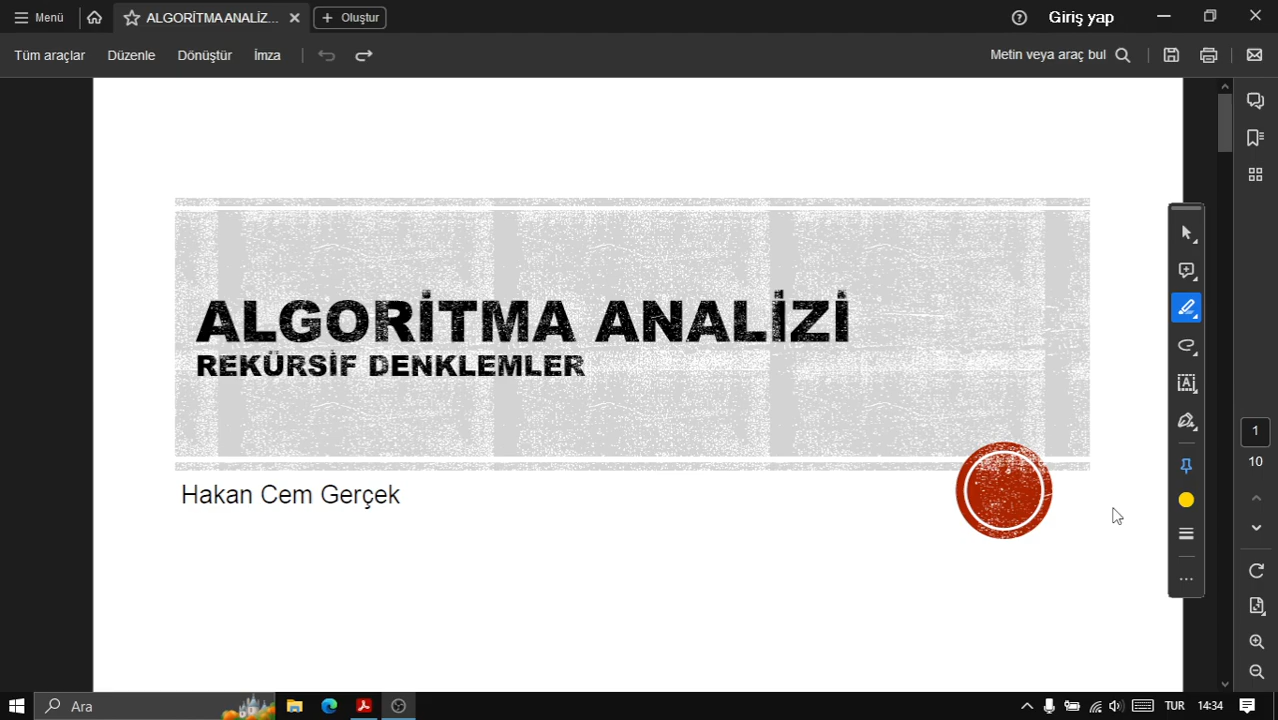 Menü
ALGORİTMA ANALİZ...
Oluştur
Giriş yap
Tüm araçlar
Düzenle
Dönüştür
İmza
Metin veya araç bul
ALGORİTMA ANALİZİ
REKÜRSİF DENKLEMLER
Hakan Cem Gerçek
1
10
Ara
TUR
14:34